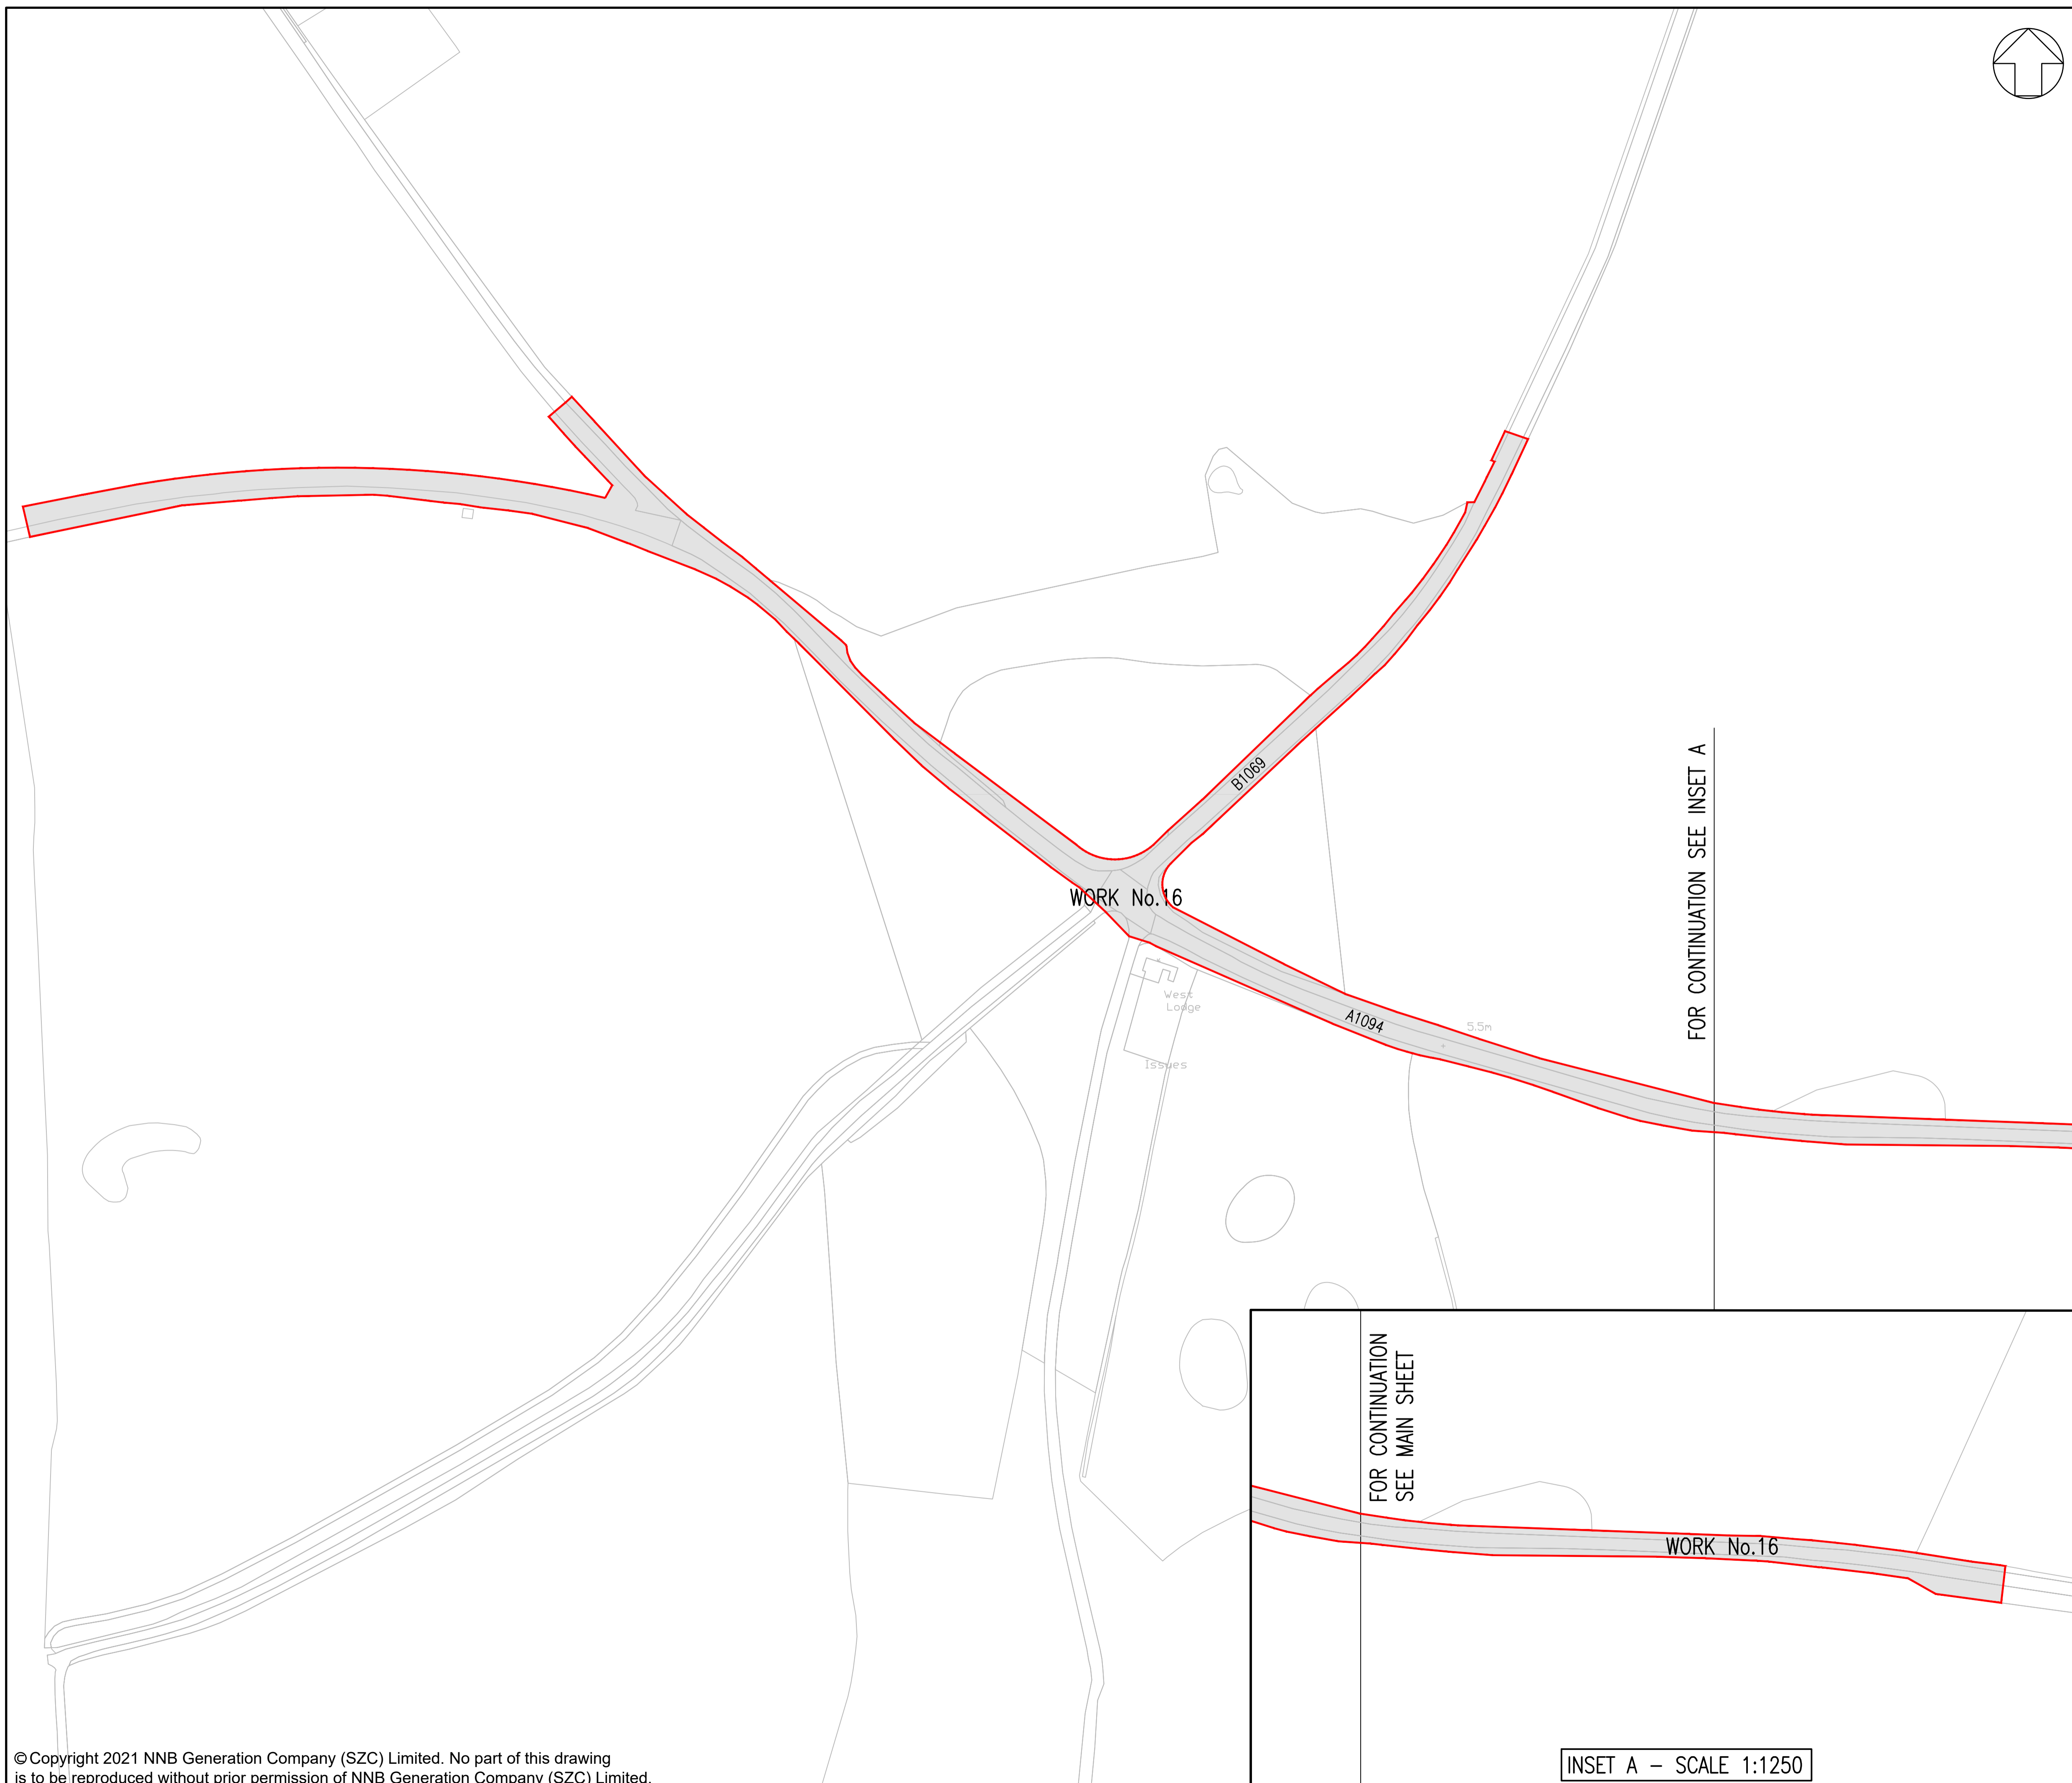 B1069
FOR CONTINUATION SEE INSET A
WORK No.16
West
Lodge
A1094
5.5m
Issues
FOR CONTINUATION
SEE MAIN SHEET
WORK No.16
© Copyright 2021 NNB Generation Company (SZC) Limited. No part of this drawing
is to be reproduced without prior permission of NNB Generation Company (SZC) Limited.
INSET A – SCALE 1:1250